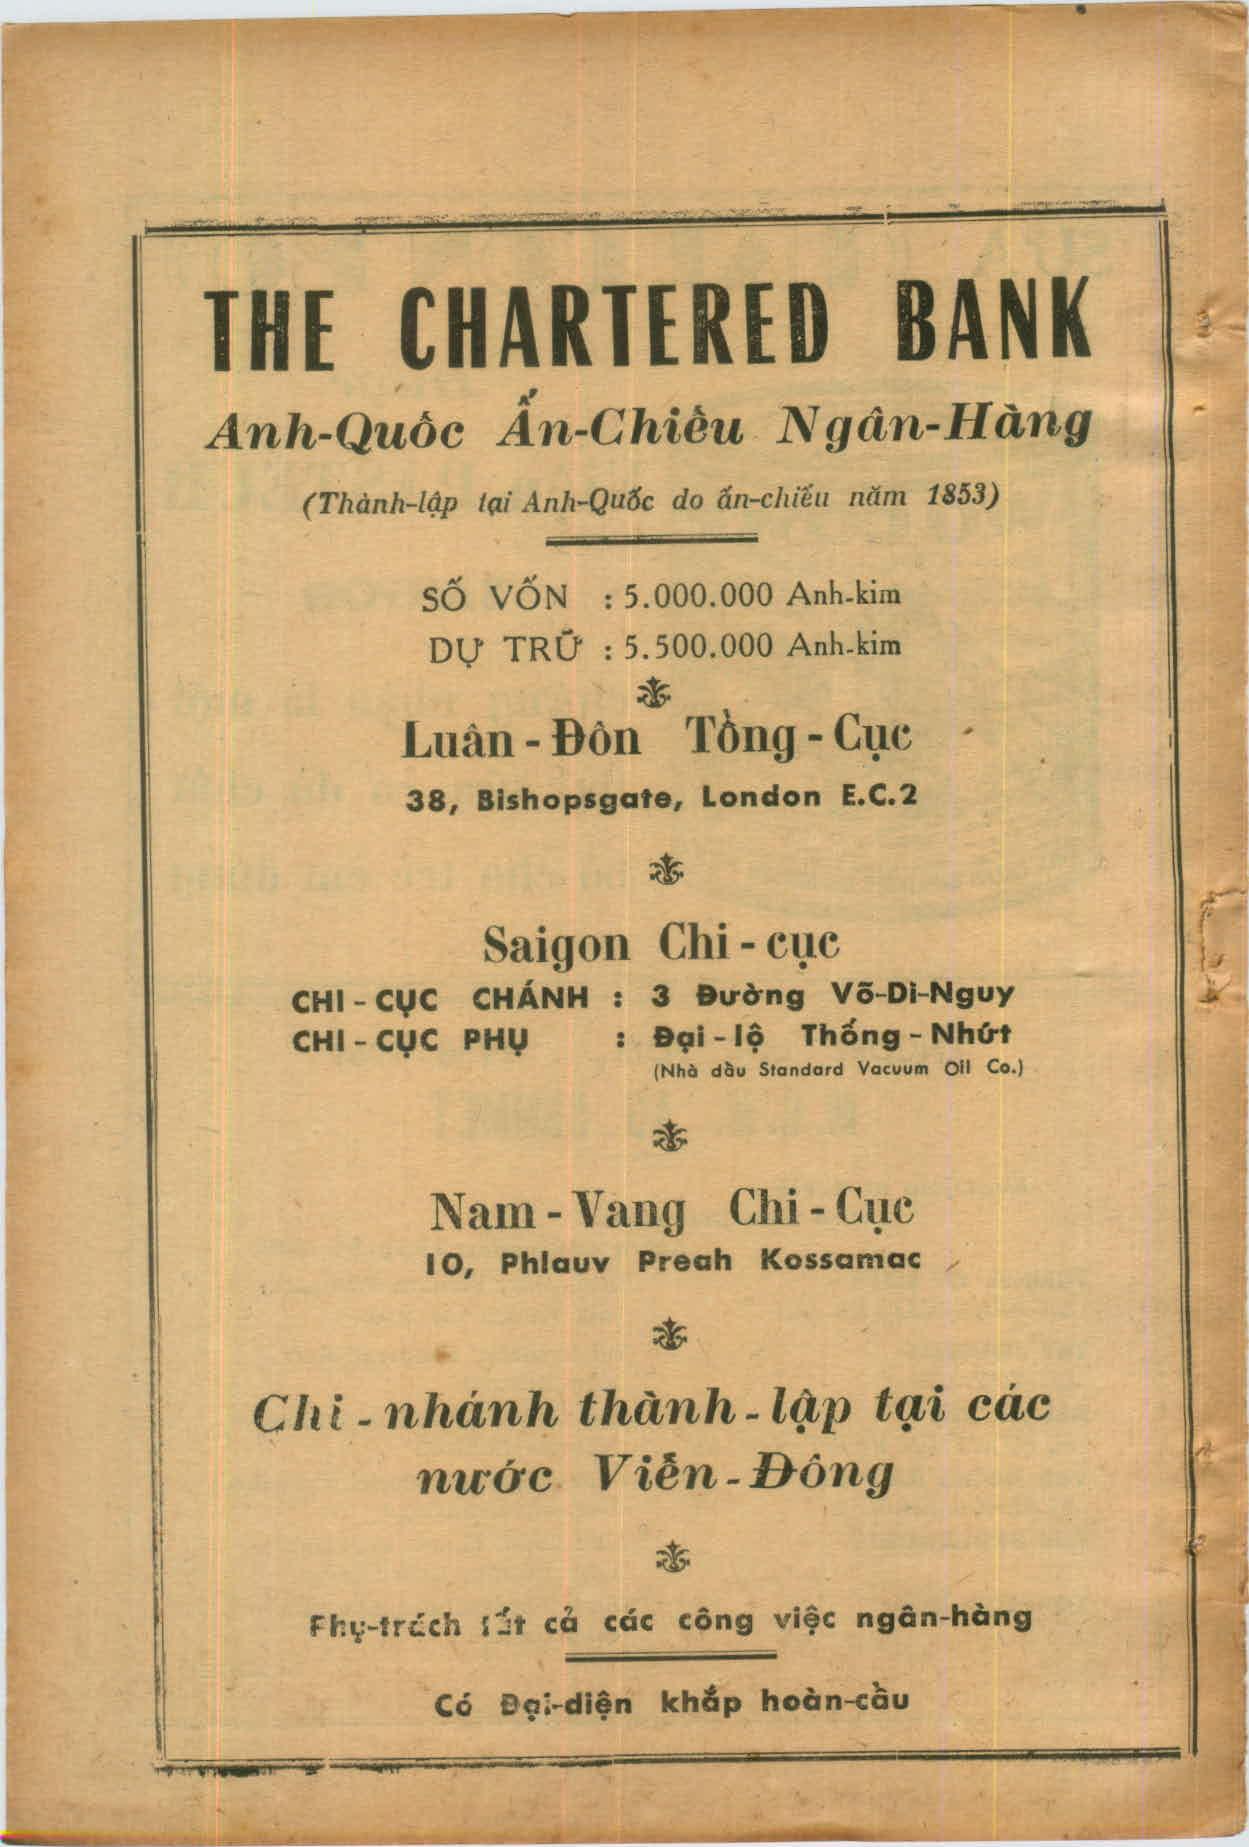 THE CHARTERED BANK
Anh-Quốc Ấn-Chiếu Ngân-Hàng
(Thành-lập tại Anh-Quốc do ấn-chiếu năm 1853)
SỐ VỐN : 5.000.000 Anh-kim
DỰ TRỮ : 5.500.000 Anh-kim
Luân-Đôn Tổng-Cục
38, Bishopsgate, London E.C.2
Saigon Chi-cục
CHI-CỤC CHÁNH : 3 Đường Võ-Di-Nguy
CHI-CỤC PHỤ : Đại-lộ Thống-Nhứt
(Nhà dầu Standard Vacuum Oil Co.)
Nam-Vang Chi-Cục
10, Phlauv Preah Kossamac
Chi-nhánh thành-lập tại các
nước Viễn-Đông
Phụ-trách tất cả các công việc ngân-hàng
Có Đại-diện khắp hoàn-cầu